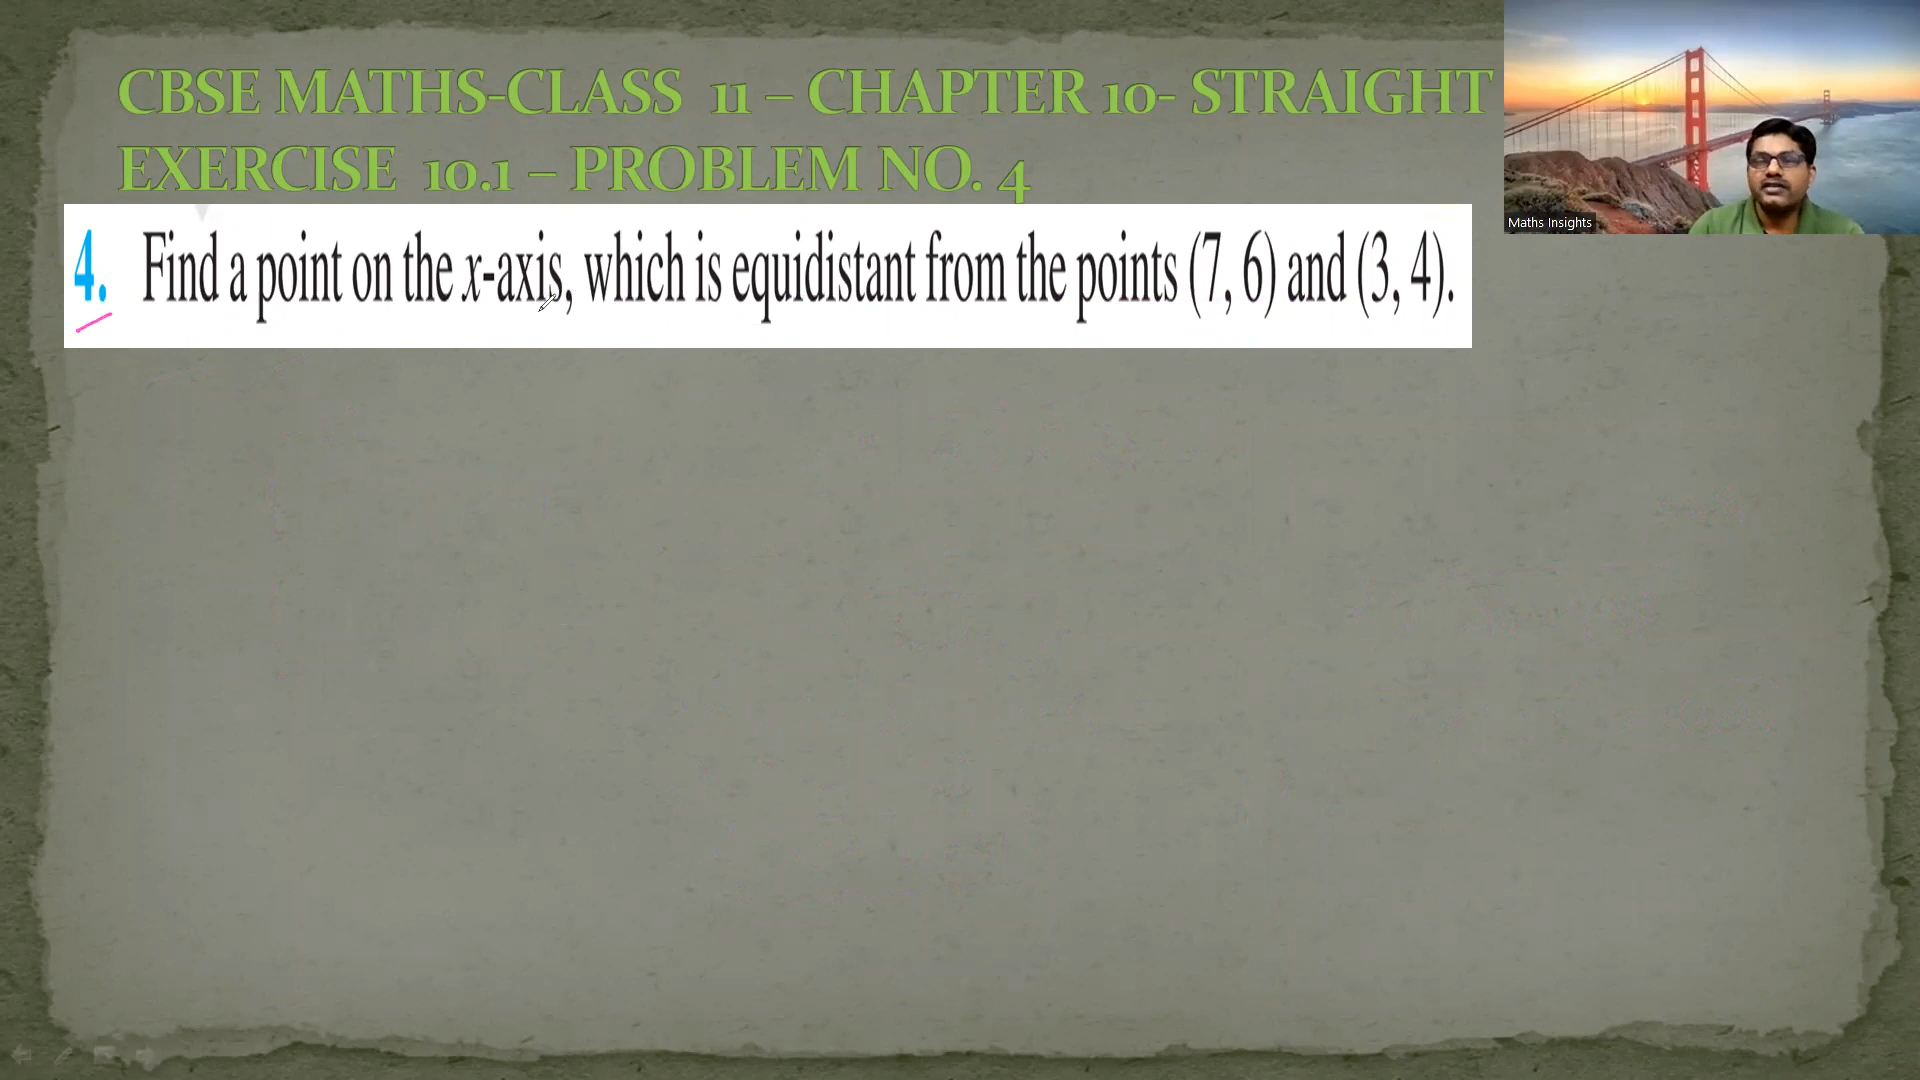 CBSE MATHS-CLASS 11 – CHAPTER 10- STRAIGHT
EXERCISE 10.1 – PROBLEM NO. 4
Maths Insights
4. Find a point on the x-axis, which is equidistant from the points (7, 6) and (3, 4).